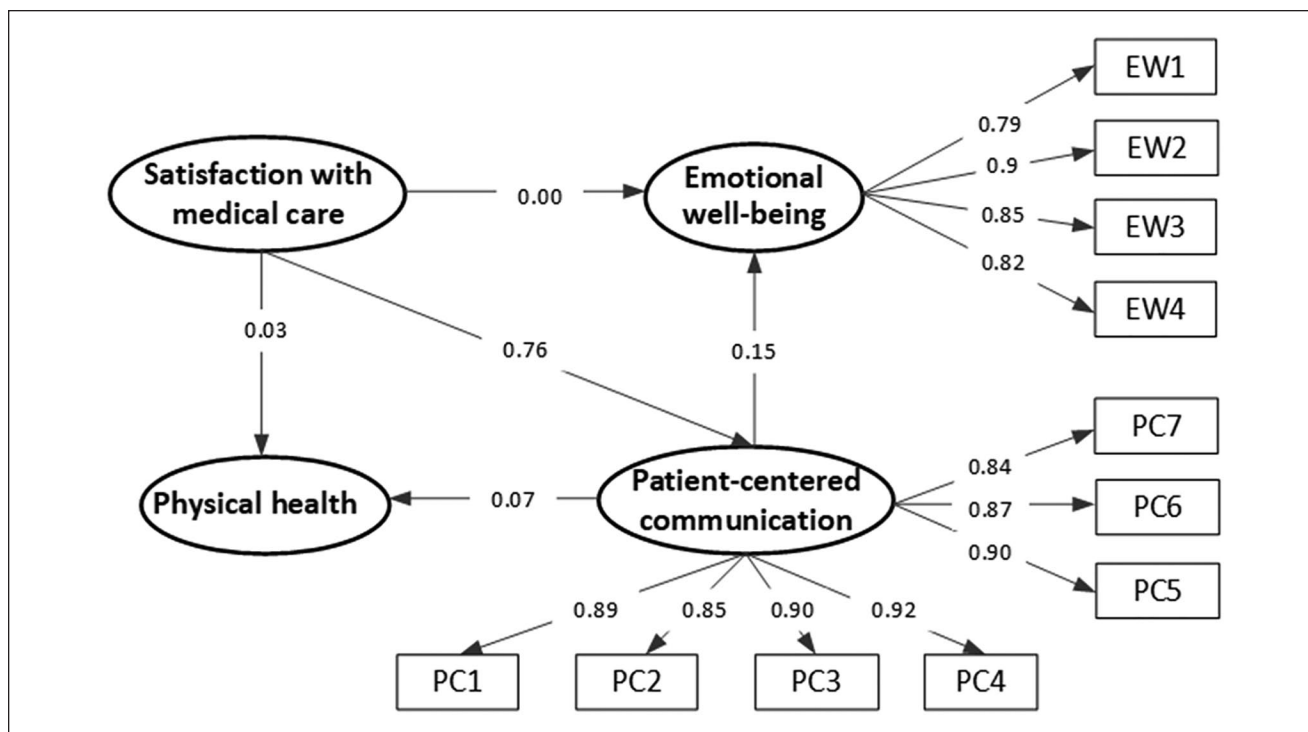 Satisfaction with
medical care
0.00
Emotional
well-being
0.79
0.9
0.85
0.82
EW1
EW2
EW3
EW4
0.03
0.76
0.15
Physical health
0.07
Patient-centered
communication
0.84
0.87
0.90
PC7
PC6
PC5
0.89
0.85
0.90
0.92
PC1
PC2
PC3
PC4